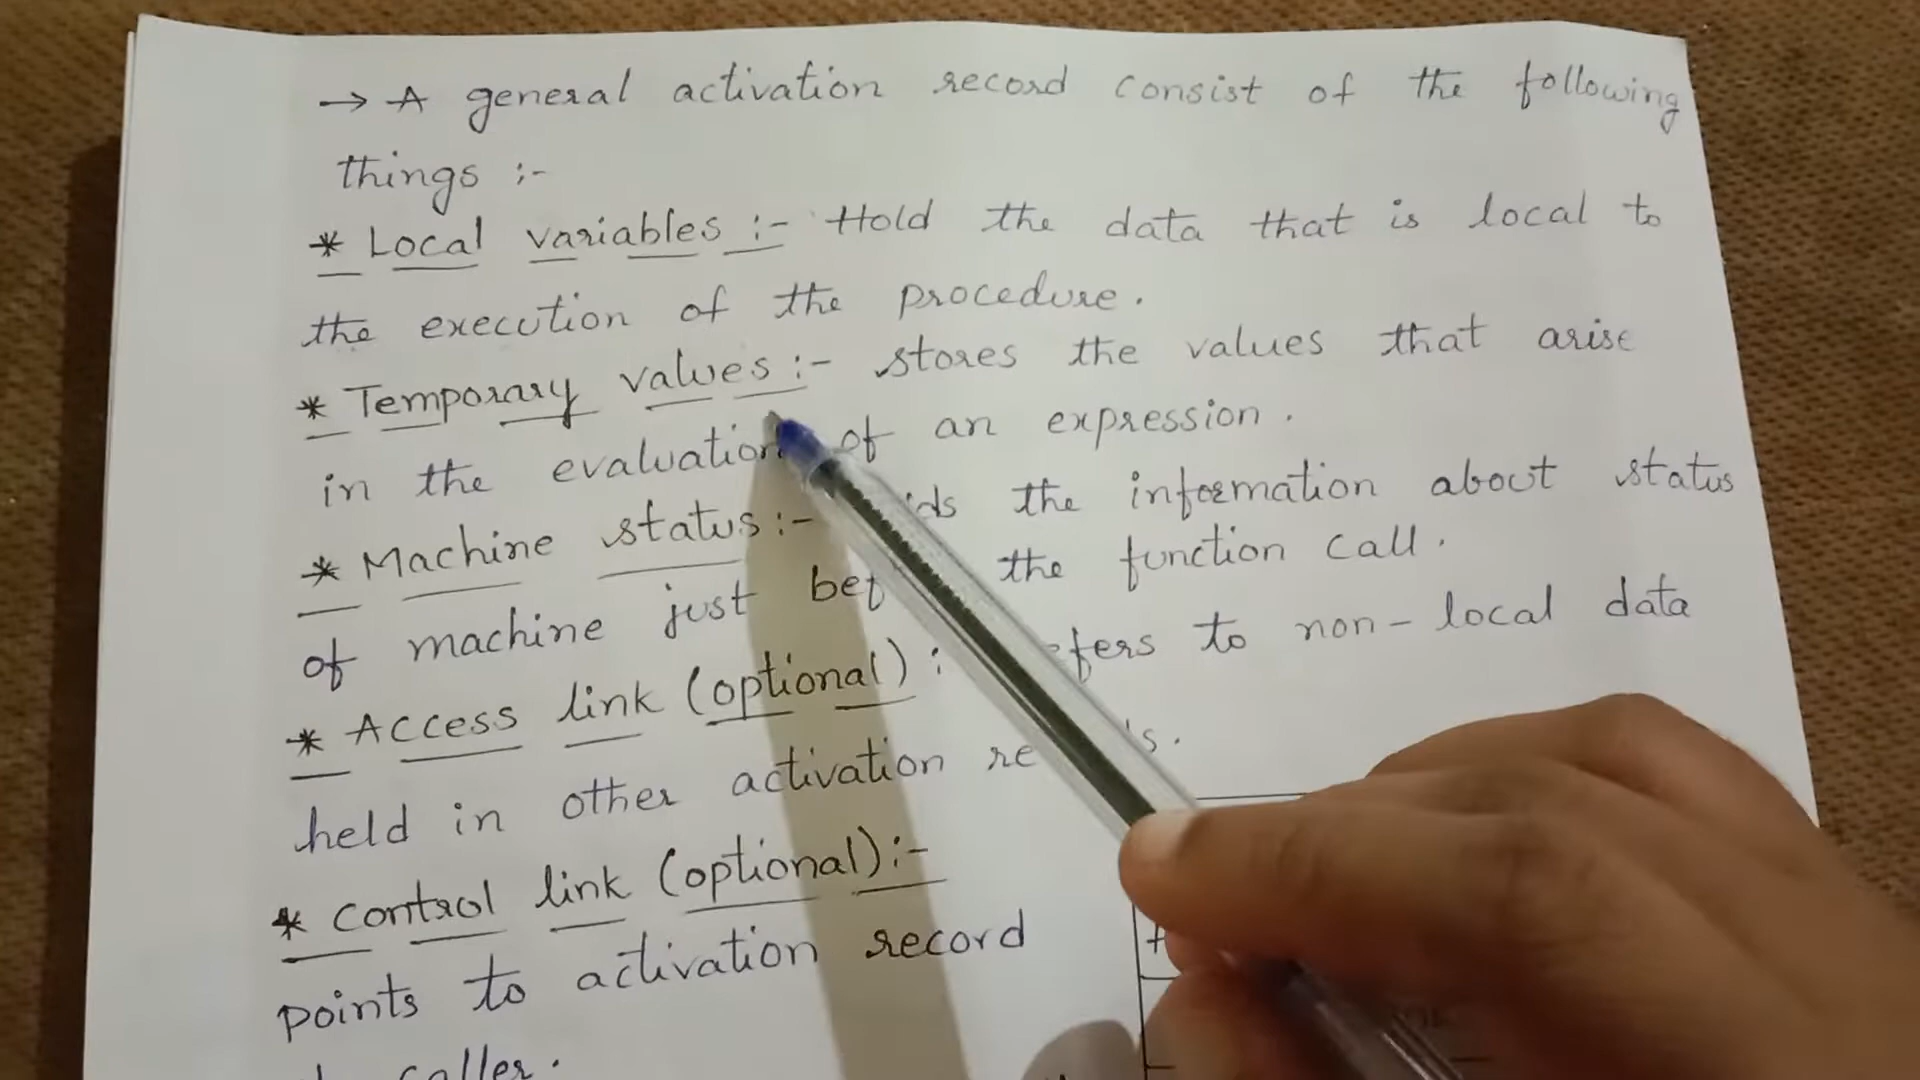 → A general activation record consist of the following
things :-
* Local variables :- Hold the data that is local to
the execution of the procedure.
* Temporary values :- stores the values that arise
in the evaluation of an expression.
* Machine status :- the information about status
of machine just the function call.
* Access link (optional) : to non-local data
held in other activation
* Control link (optional) :-
points to activation record
caller.